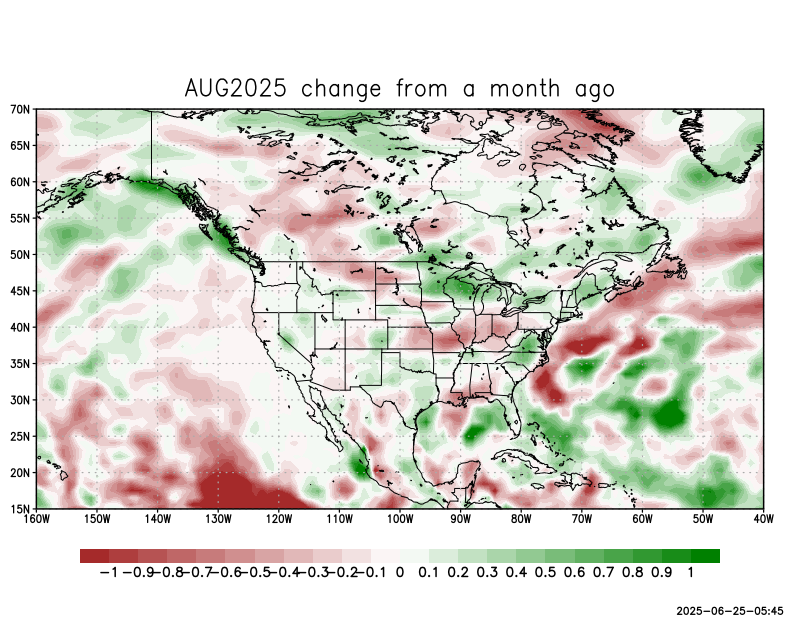 AUG2025 change from a month ago
70N
65N
60N
55N
50N
45N
40N
35N
30N
25N
20N
15N
160W 150W 140W 130W 120W 110W 100W 90W 80W 70W 60W 50W 40W
-1 -0.9 -0.8 -0.7 -0.6 -0.5 -0.4 -0.3 -0.2 -0.1 0 0.1 0.2 0.3 0.4 0.5 0.6 0.7 0.8 0.9 1
2025-06-25-05:45